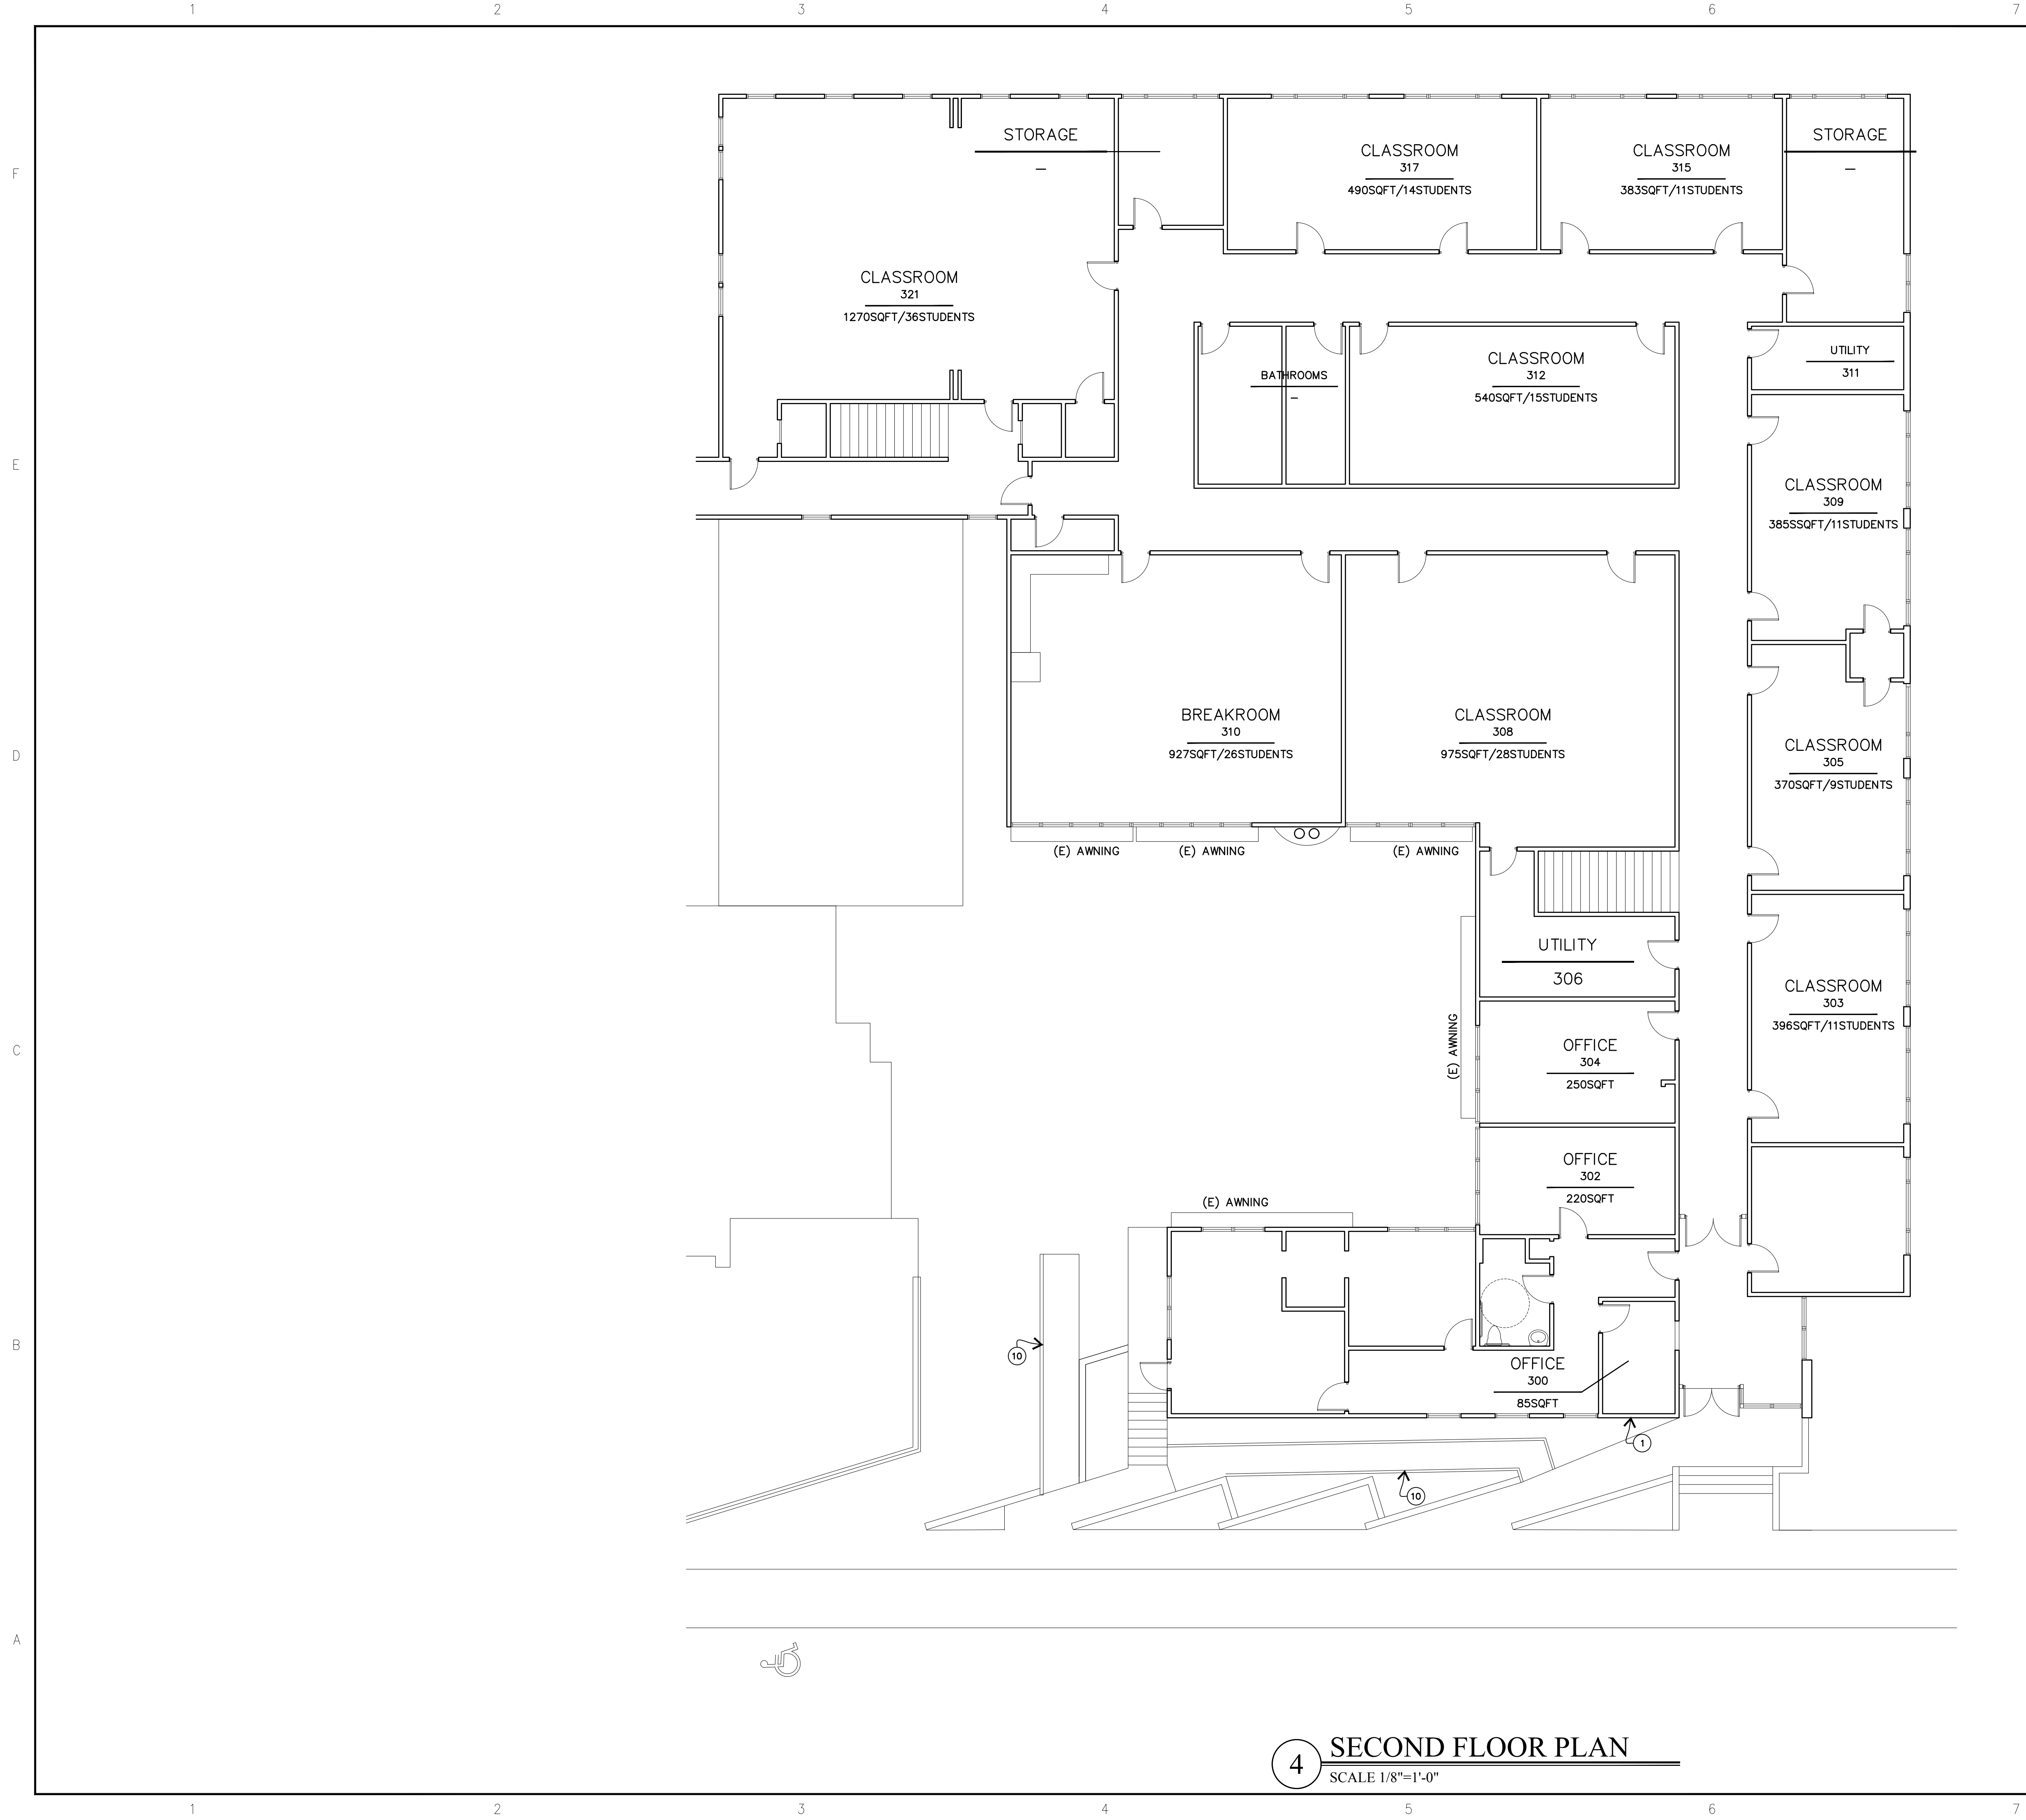 1 2 3 4 5 6 7
F
E
D
C
B
A
STORAGE
–
CLASSROOM
317
490SQFT/14STUDENTS
CLASSROOM
315
383SQFT/11STUDENTS
STORAGE
–
CLASSROOM
321
1270SQFT/36STUDENTS
BATHROOMS
–
CLASSROOM
312
540SQFT/15STUDENTS
UTILITY
311
CLASSROOM
309
385SSQFT/11STUDENTS
BREAKROOM
310
927SQFT/26STUDENTS
CLASSROOM
308
975SQFT/28STUDENTS
CLASSROOM
305
370SQFT/9STUDENTS
(E) AWNING
(E) AWNING
(E) AWNING
UTILITY
306
CLASSROOM
303
396SQFT/11STUDENTS
(E) AWNING
OFFICE
304
250SQFT
OFFICE
302
220SQFT
(E) AWNING
10
OFFICE
300
85SQFT
1
10
4
SECOND FLOOR PLAN
SCALE 1/8"=1'-0"
1 2 3 4 5 6 7